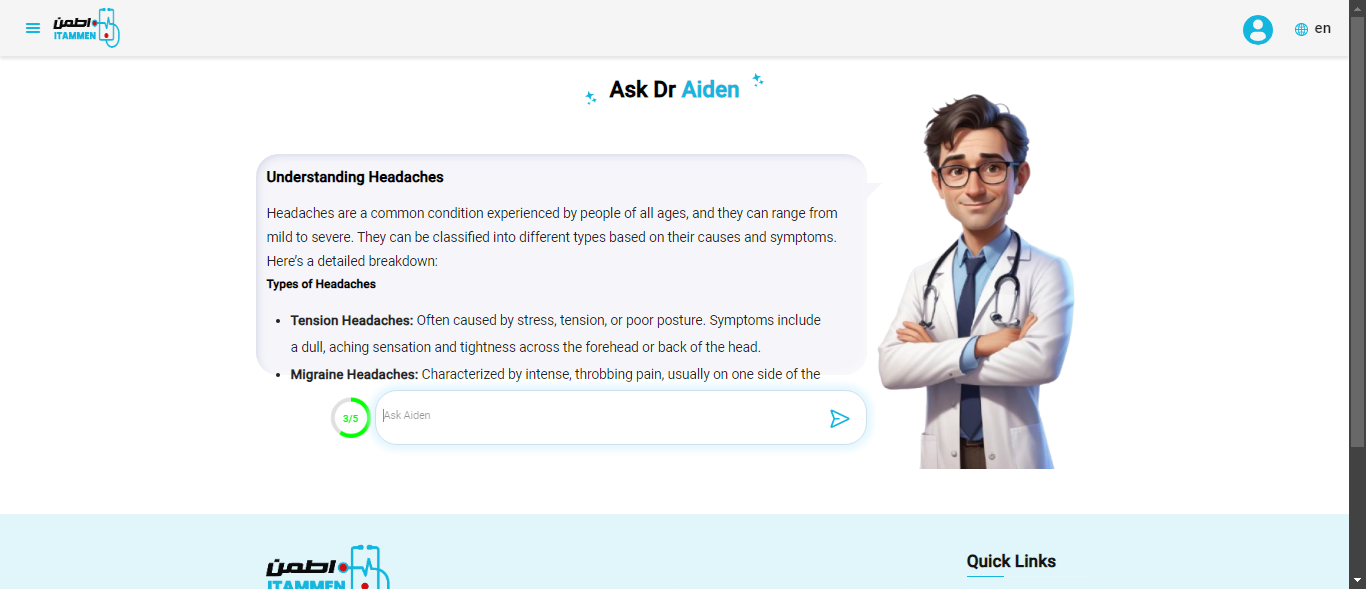 اطمن
ITAMMEN
en
Ask Dr Aiden
Understanding Headaches
Headaches are a common condition experienced by people of all ages, and they can range from
mild to severe. They can be classified into different types based on their causes and symptoms.
Here's a detailed breakdown:
Types of Headaches
• Tension Headaches: Often caused by stress, tension, or poor posture. Symptoms include
a dull, aching sensation and tightness across the forehead or back of the head.
• Migraine Headaches: Characterized by intense, throbbing pain, usually on one side of the
3/5
Ask Aiden
اطمن
ITAMMEN
Quick Links